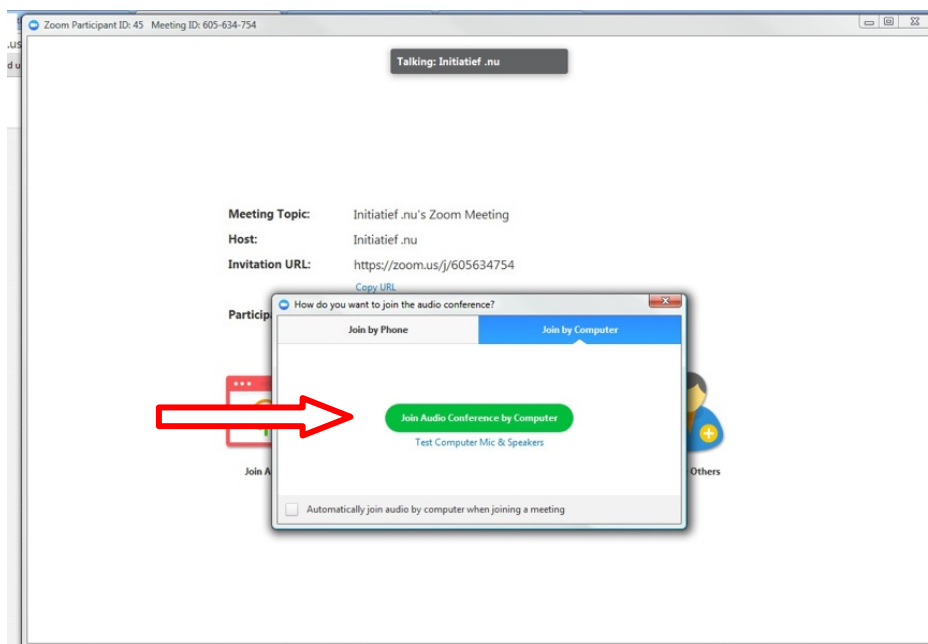 .us
d u
Zoom Participant ID: 45 Meeting ID: 605-634-754
Talking: Initiatief .nu
Meeting Topic: Initiatief .nu's Zoom Meeting
Host: Initiatief .nu
Invitation URL: https://zoom.us/j/605634754
Copy URL
Particip
How do you want to join the audio conference?
Join by Phone
Join by Computer
Join Audio Conference by Computer
Test Computer Mic & Speakers
Join A
Others
Automatically join audio by computer when joining a meeting